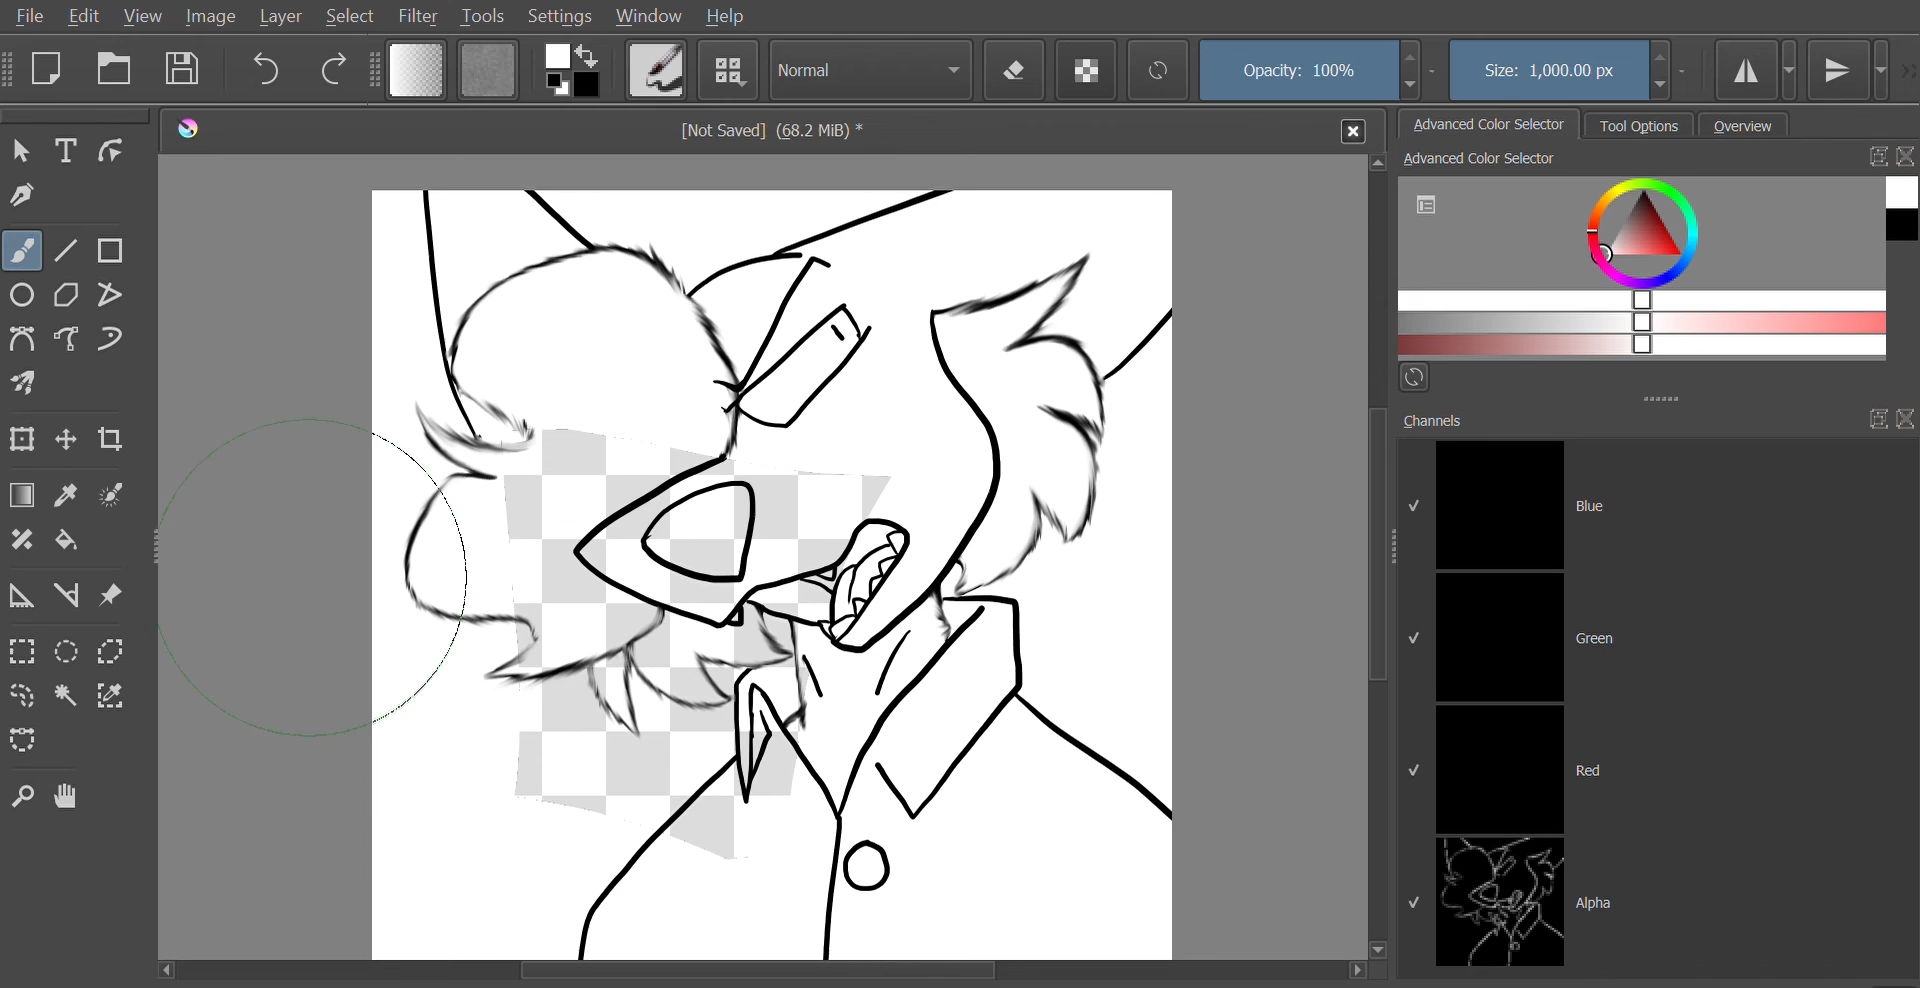 File Edit View Image Layer Select Filter Tools Settings Window Help
Normal Opacity: 100% Size: 1,000.00 px
[Not Saved] (68.2 MiB) *
Advanced Color Selector Tool Options Overview
Advanced Color Selector
Channels
Blue
Green
Red
Alpha